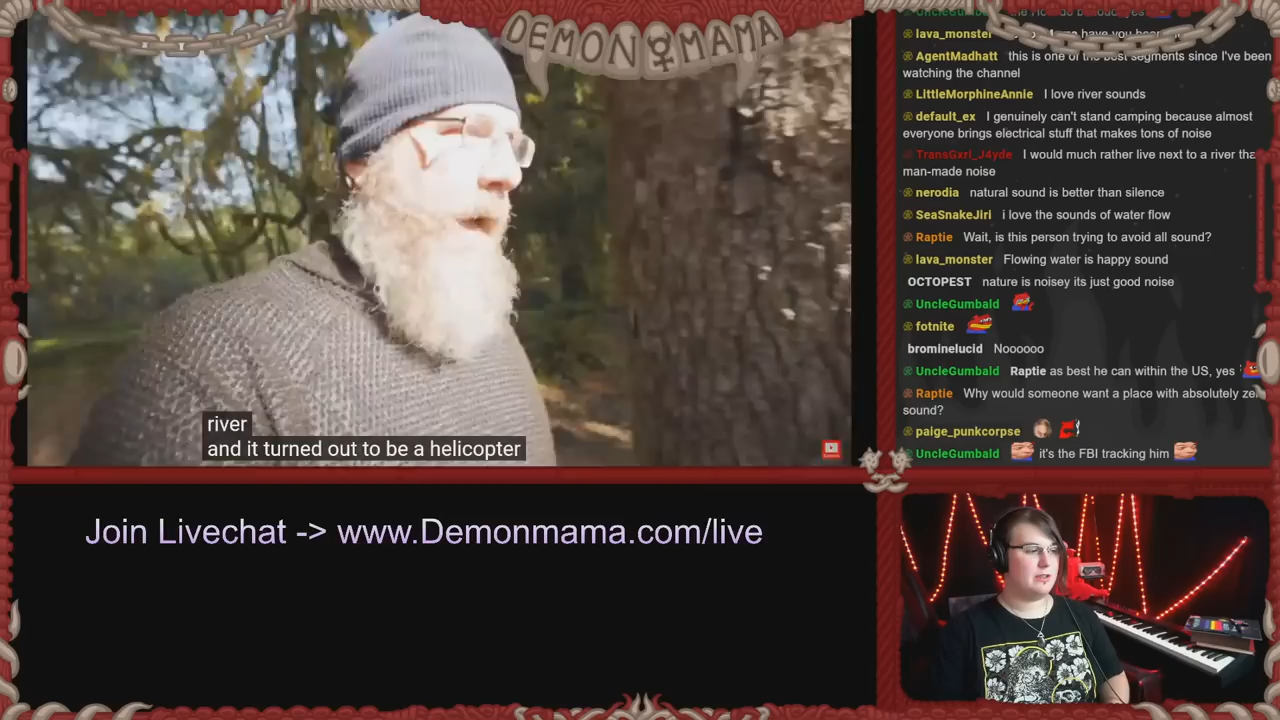 DEMON MAMA
river
and it turned out to be a helicopter
Join Livechat -> www.Demonmama.com/live
UncleGumbald
lava_monster have you
AgentMadhatt this is one of the best segments since I've been
watching the channel
LittleMorphineAnnie I love river sounds
default_ex I genuinely can't stand camping because almost
everyone brings electrical stuff that makes tons of noise
TransGxrl_J4yde I would much rather live next to a river
man-made noise
nerodia natural sound is better than silence
SeaSnakeJiri i love the sounds of water flow
Raptie Wait, is this person trying to avoid all sound?
lava_monster Flowing water is happy sound
OCTOPEST nature is noisey its just good noise
UncleGumbald
fotnite
brominelucid Noooooo
UncleGumbald Raptie as best he can within the US, yes
Raptie Why would someone want a place with absolutely
sound?
paige_punkcorpse
UncleGumbald it's the FBI tracking him